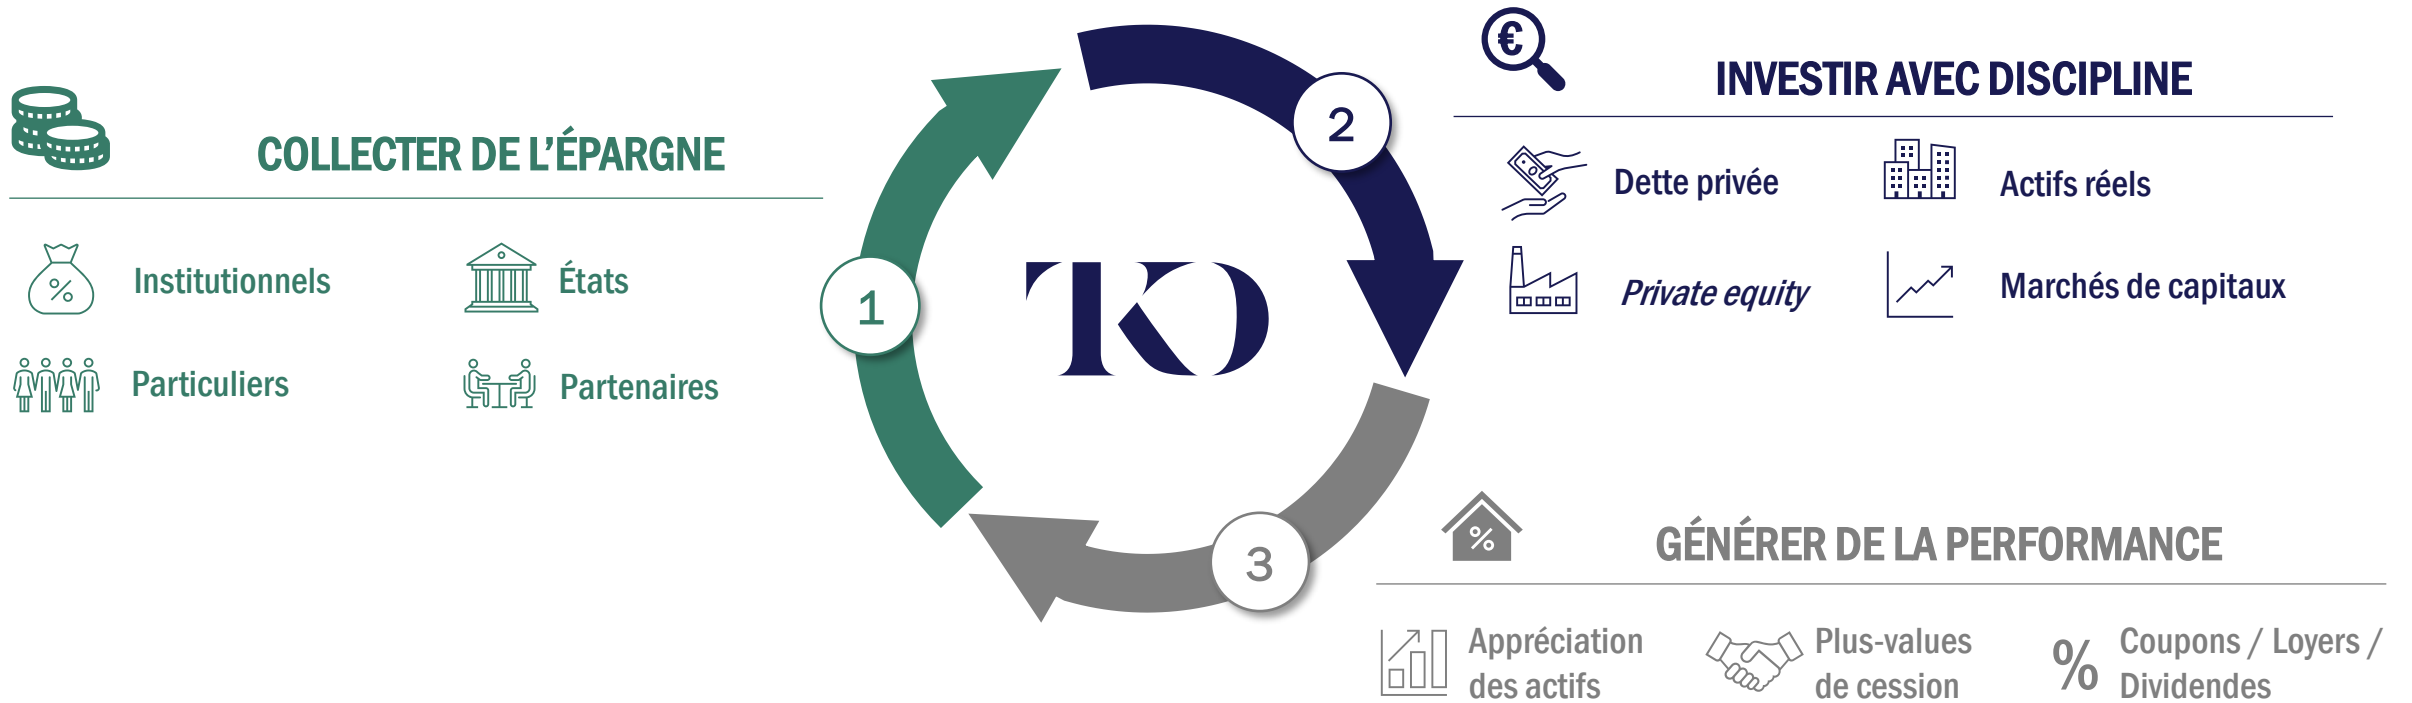 COLLECTER DE L’ÉPARGNE
Institutionnels
États
Particuliers
Partenaires
1
TKO
2
€
INVESTIR AVEC DISCIPLINE
Dette privée
Actifs réels
Private equity
Marchés de capitaux
3
%
GÉNÉRER DE LA PERFORMANCE
Appréciation
des actifs
Plus-values
de cession
%
Coupons / Loyers /
Dividendes